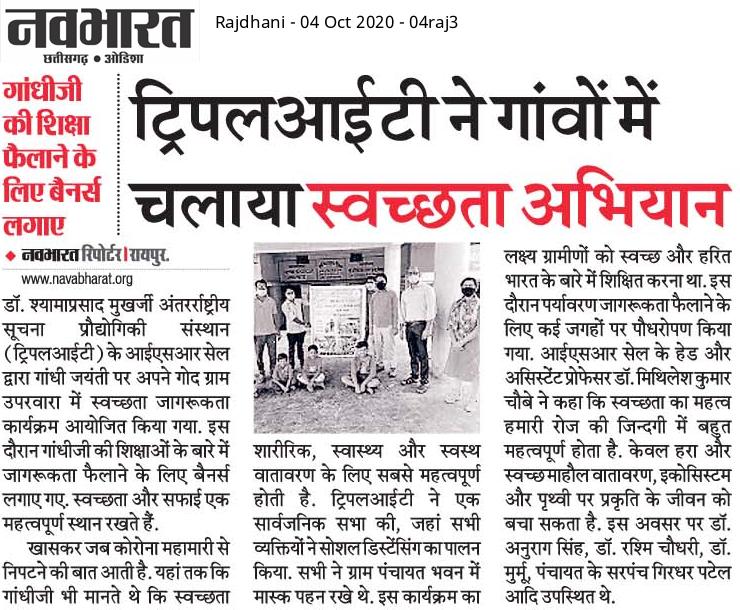 नवभारत
छत्तीसगढ़ • ओडिशा
Rajdhani - 04 Oct 2020 - 04raj3
गांधीजी
की शिक्षा
फैलाने के
लिए बैनर्स
लगाए
ट्रिपलआईटी ने गांवों में
चलाया स्वच्छता अभियान
◆ नवभारत रिपोर्टर। रायपुर.
www.navabharat.org
डॉ. श्यामाप्रसाद मुखर्जी अंतरर्राष्ट्रीय
सूचना प्रौद्योगिकी संस्थान
(ट्रिपलआईटी) के आईएसआर सेल
द्वारा गांधी जयंती पर अपने गोद ग्राम
उपरवारा में स्वच्छता जागरूकता
कार्यक्रम आयोजित किया गया. इस
दौरान गांधीजी की शिक्षाओं के बारे में
जागरूकता फैलाने के लिए बैनर्स
लगाए गए. स्वच्छता और सफाई एक
महत्वपूर्ण स्थान रखते हैं.
खासकर जब कोरोना महामारी से
निपटने की बात आती है. यहां तक कि
गांधीजी भी मानते थे कि स्वच्छता
शारीरिक, स्वास्थ्य और स्वस्थ
वातावरण के लिए सबसे महत्वपूर्ण
होती है. ट्रिपलआईटी ने एक
सार्वजनिक सभा की, जहां सभी
व्यक्तियों ने सोशल डिस्टेंसिंग का पालन
किया. सभी ने ग्राम पंचायत भवन में
मास्क पहन रखे थे. इस कार्यक्रम का
लक्ष्य ग्रामीणों को स्वच्छ और हरित
भारत के बारे में शिक्षित करना था. इस
दौरान पर्यावरण जागरूकता फैलाने के
लिए कई जगहों पर पौधरोपण किया
गया. आईएसआर सेल के हेड और
असिस्टेंट प्रोफेसर डॉ. मिथिलेश कुमार
चौबे ने कहा कि स्वच्छता का महत्व
हमारी रोज की जिन्दगी में बहुत
महत्वपूर्ण होता है. केवल हरा और
स्वच्छ माहौल वातावरण, इकोसिस्टम
और पृथ्वी पर प्रकृति के जीवन को
बचा सकता है. इस अवसर पर डॉ.
अनुराग सिंह, डॉ. रश्मि चौधरी, डॉ.
मुर्मू, पंचायत के सरपंच गिरधर पटेल
आदि उपस्थित थे.